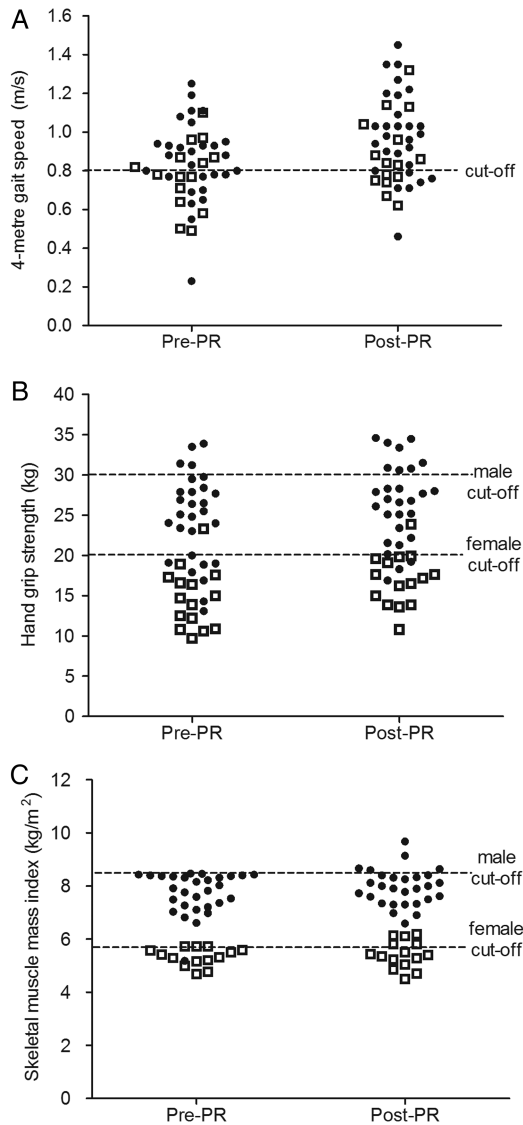 A
4-metre gait speed (m/s)
1.6
1.4
1.2
1.0
0.8
0.6
0.4
0.2
0.0
cut-off
Pre-PR
Post-PR
B
Hand grip strength (kg)
40
35
30
25
20
15
10
5
0
male
cut-off
female
cut-off
Pre-PR
Post-PR
C
Skeletal muscle mass index (kg/m²)
12
10
8
6
4
2
0
male
cut-off
female
cut-off
Pre-PR
Post-PR